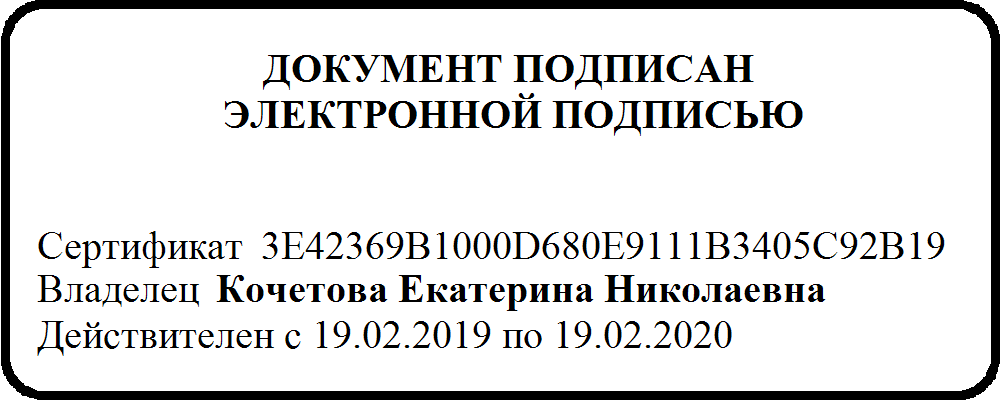 ДОКУМЕНТ ПОДПИСАН
ЭЛЕКТРОННОЙ ПОДПИСЬЮ
Сертификат 3E42369B1000D680E9111B3405C92B19
Владелец Кочетова Екатерина Николаевна
Действителен с 19.02.2019 по 19.02.2020